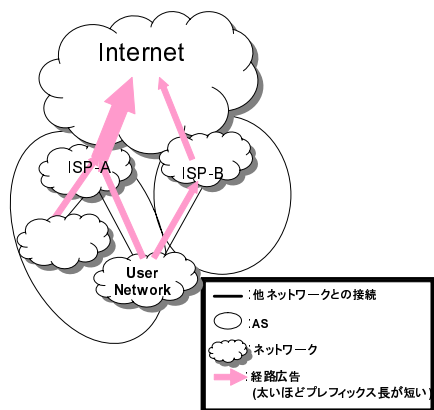 Internet
ISP-A
ISP-B
User
Network
:他ネットワークとの接続
:AS
:ネットワーク
:経路広告
(太いほどプレフィックス長が短い)